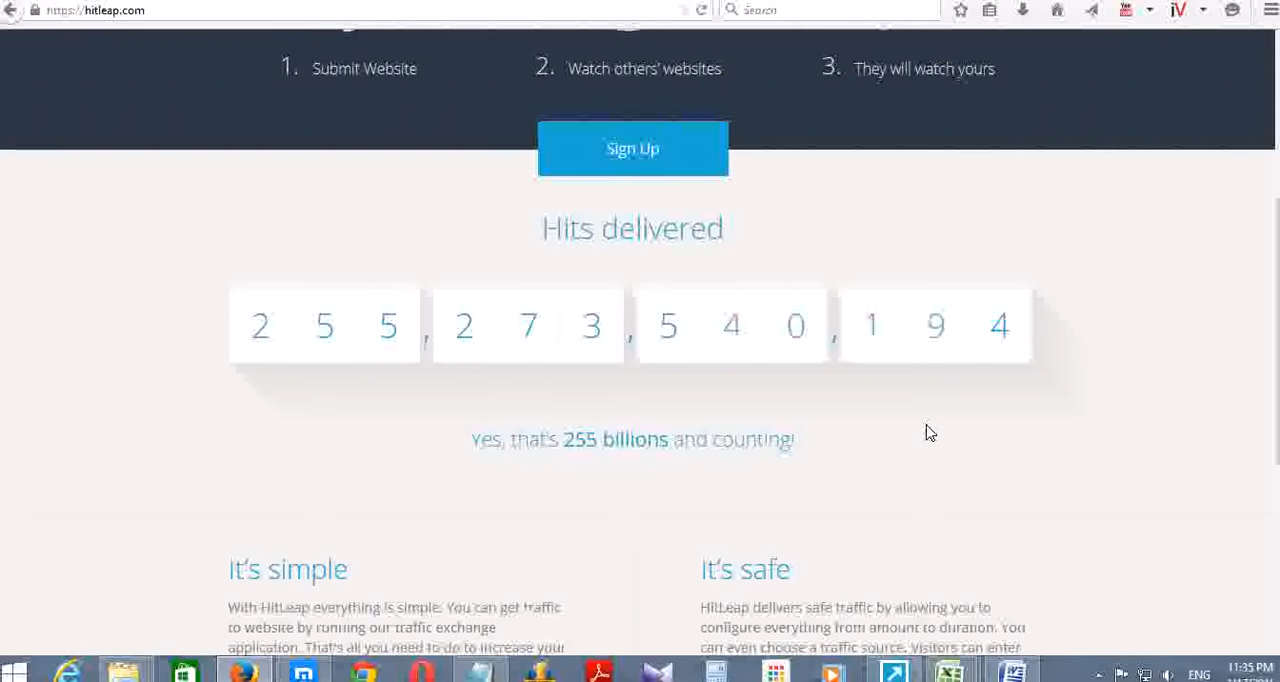 https://hitleap.com
Search
1. Submit Website
2. Watch others' websites
3. They will watch yours
Sign Up
Hits delivered
255,273,540,194
Yes, that's 255 billions and counting!
It's simple
With HitLeap everything is simple. You can get traffic
to website by running our traffic exchange
application. That's all you need to do to increase your
It's safe
HitLeap delivers safe traffic by allowing you to
configure everything from amount to duration. You
can even choose a traffic source. Visitors can enter
ENG
11:35 PM